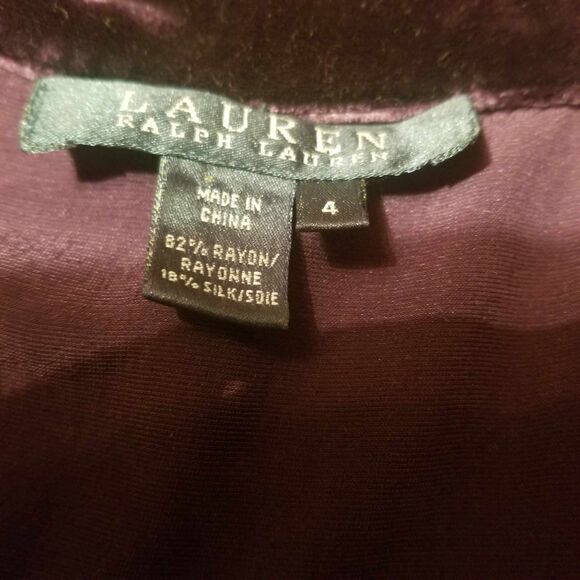 LAUREN
RALPH LAUREN
MADE IN
CHINA
4
82% RAYON/
RAYONNE
18% SILK/SOIE